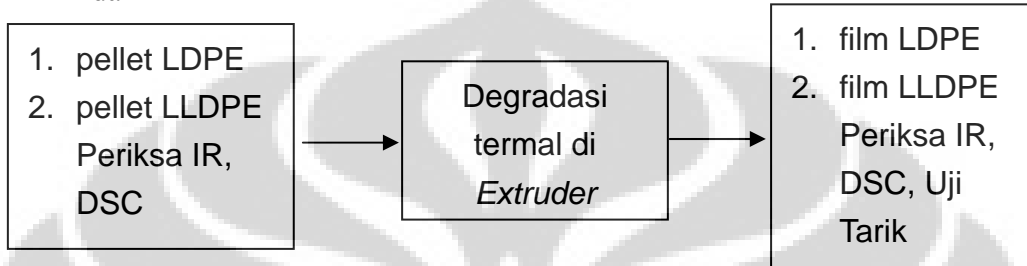 1. pellet LDPE
2. pellet LLDPE
Periksa IR,
DSC
Degradasi
termal di
Extruder
1. film LDPE
2. film LLDPE
Periksa IR,
DSC, Uji
Tarik